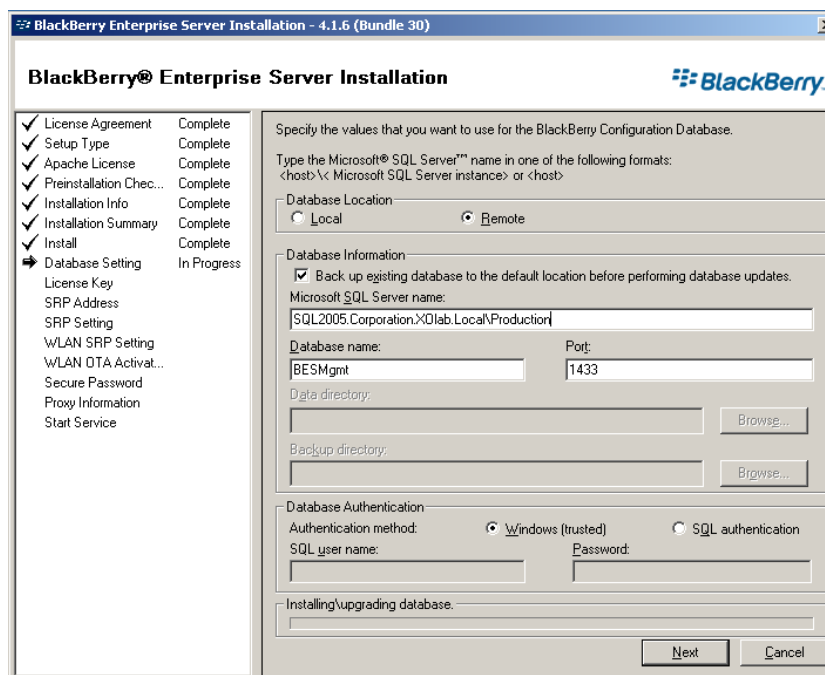 BlackBerry Enterprise Server Installation - 4.1.6 (Bundle 30)
BlackBerry® Enterprise Server Installation
BlackBerry.
License Agreement Complete
Setup Type Complete
Apache License Complete
Preinstallation Chec... Complete
Installation Info Complete
Installation Summary Complete
Install Complete
Database Setting In Progress
License Key
SRP Address
SRP Setting
WLAN SRP Setting
WLAN OTA Activat...
Secure Password
Proxy Information
Start Service
Specify the values that you want to use for the BlackBerry Configuration Database.
Type the Microsoft® SQL Server™ name in one of the following formats:
<host>\< Microsoft SQL Server instance> or <host>
Database Location
Local Remote
Database Information
Back up existing database to the default location before performing database updates.
Microsoft SQL Server name:
SQL2005.Corporation.XOlab.Local\Production
Database name: Port:
BESMgmt 1433
Data directory:
Browse...
Backup directory:
Browse...
Database Authentication
Authentication method: Windows (trusted) SQL authentication
SQL user name: Password:
Installing\upgrading database.
Next Cancel